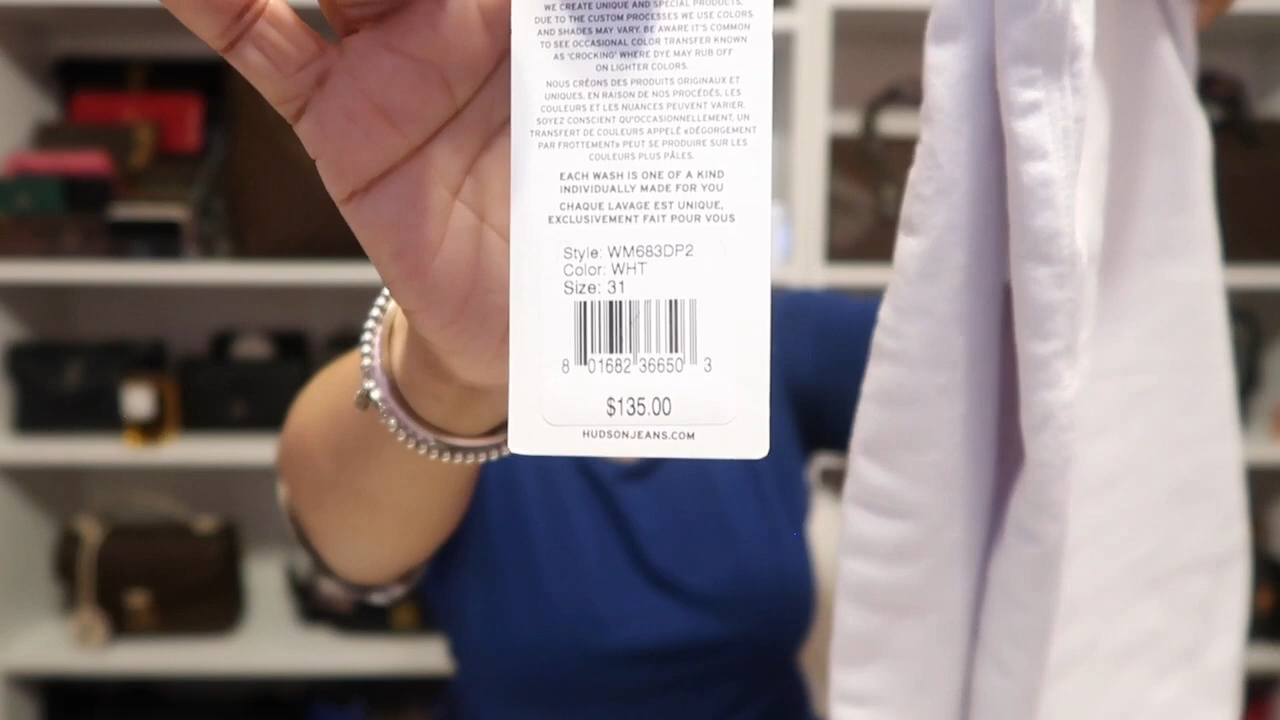 WE CREATE UNIQUE AND SPECIAL PRODUCTS.
DUE TO THE CUSTOM PROCESSES WE USE COLORS
AND SHADES MAY VARY. BE AWARE IT'S COMMON
TO SEE OCCASIONAL COLOR TRANSFER KNOWN
AS 'CROCKING' WHERE DYE MAY RUB OFF
ON LIGHTER COLORS.
NOUS CRÉONS DES PRODUITS ORIGINAUX ET
UNIQUES. EN RAISON DE NOS PROCÉDÉS, LES
COULEURS ET LES NUANCES PEUVENT VARIER.
SOYEZ CONSCIENT QU'OCCASIONNELLEMENT, UN
TRANSFERT DE COULEURS APPELÉ «DÉGORGEMENT
PAR FROTTEMENT» PEUT SE PRODUIRE SUR LES
COULEURS PLUS PÂLES.
EACH WASH IS ONE OF A KIND
INDIVIDUALLY MADE FOR YOU
CHAQUE LAVAGE EST UNIQUE,
EXCLUSIVEMENT FAIT POUR VOUS
Style: WM683DP2
Color: WHT
Size: 31
8 01682 36650 3
$135.00
HUDSONJEANS.COM